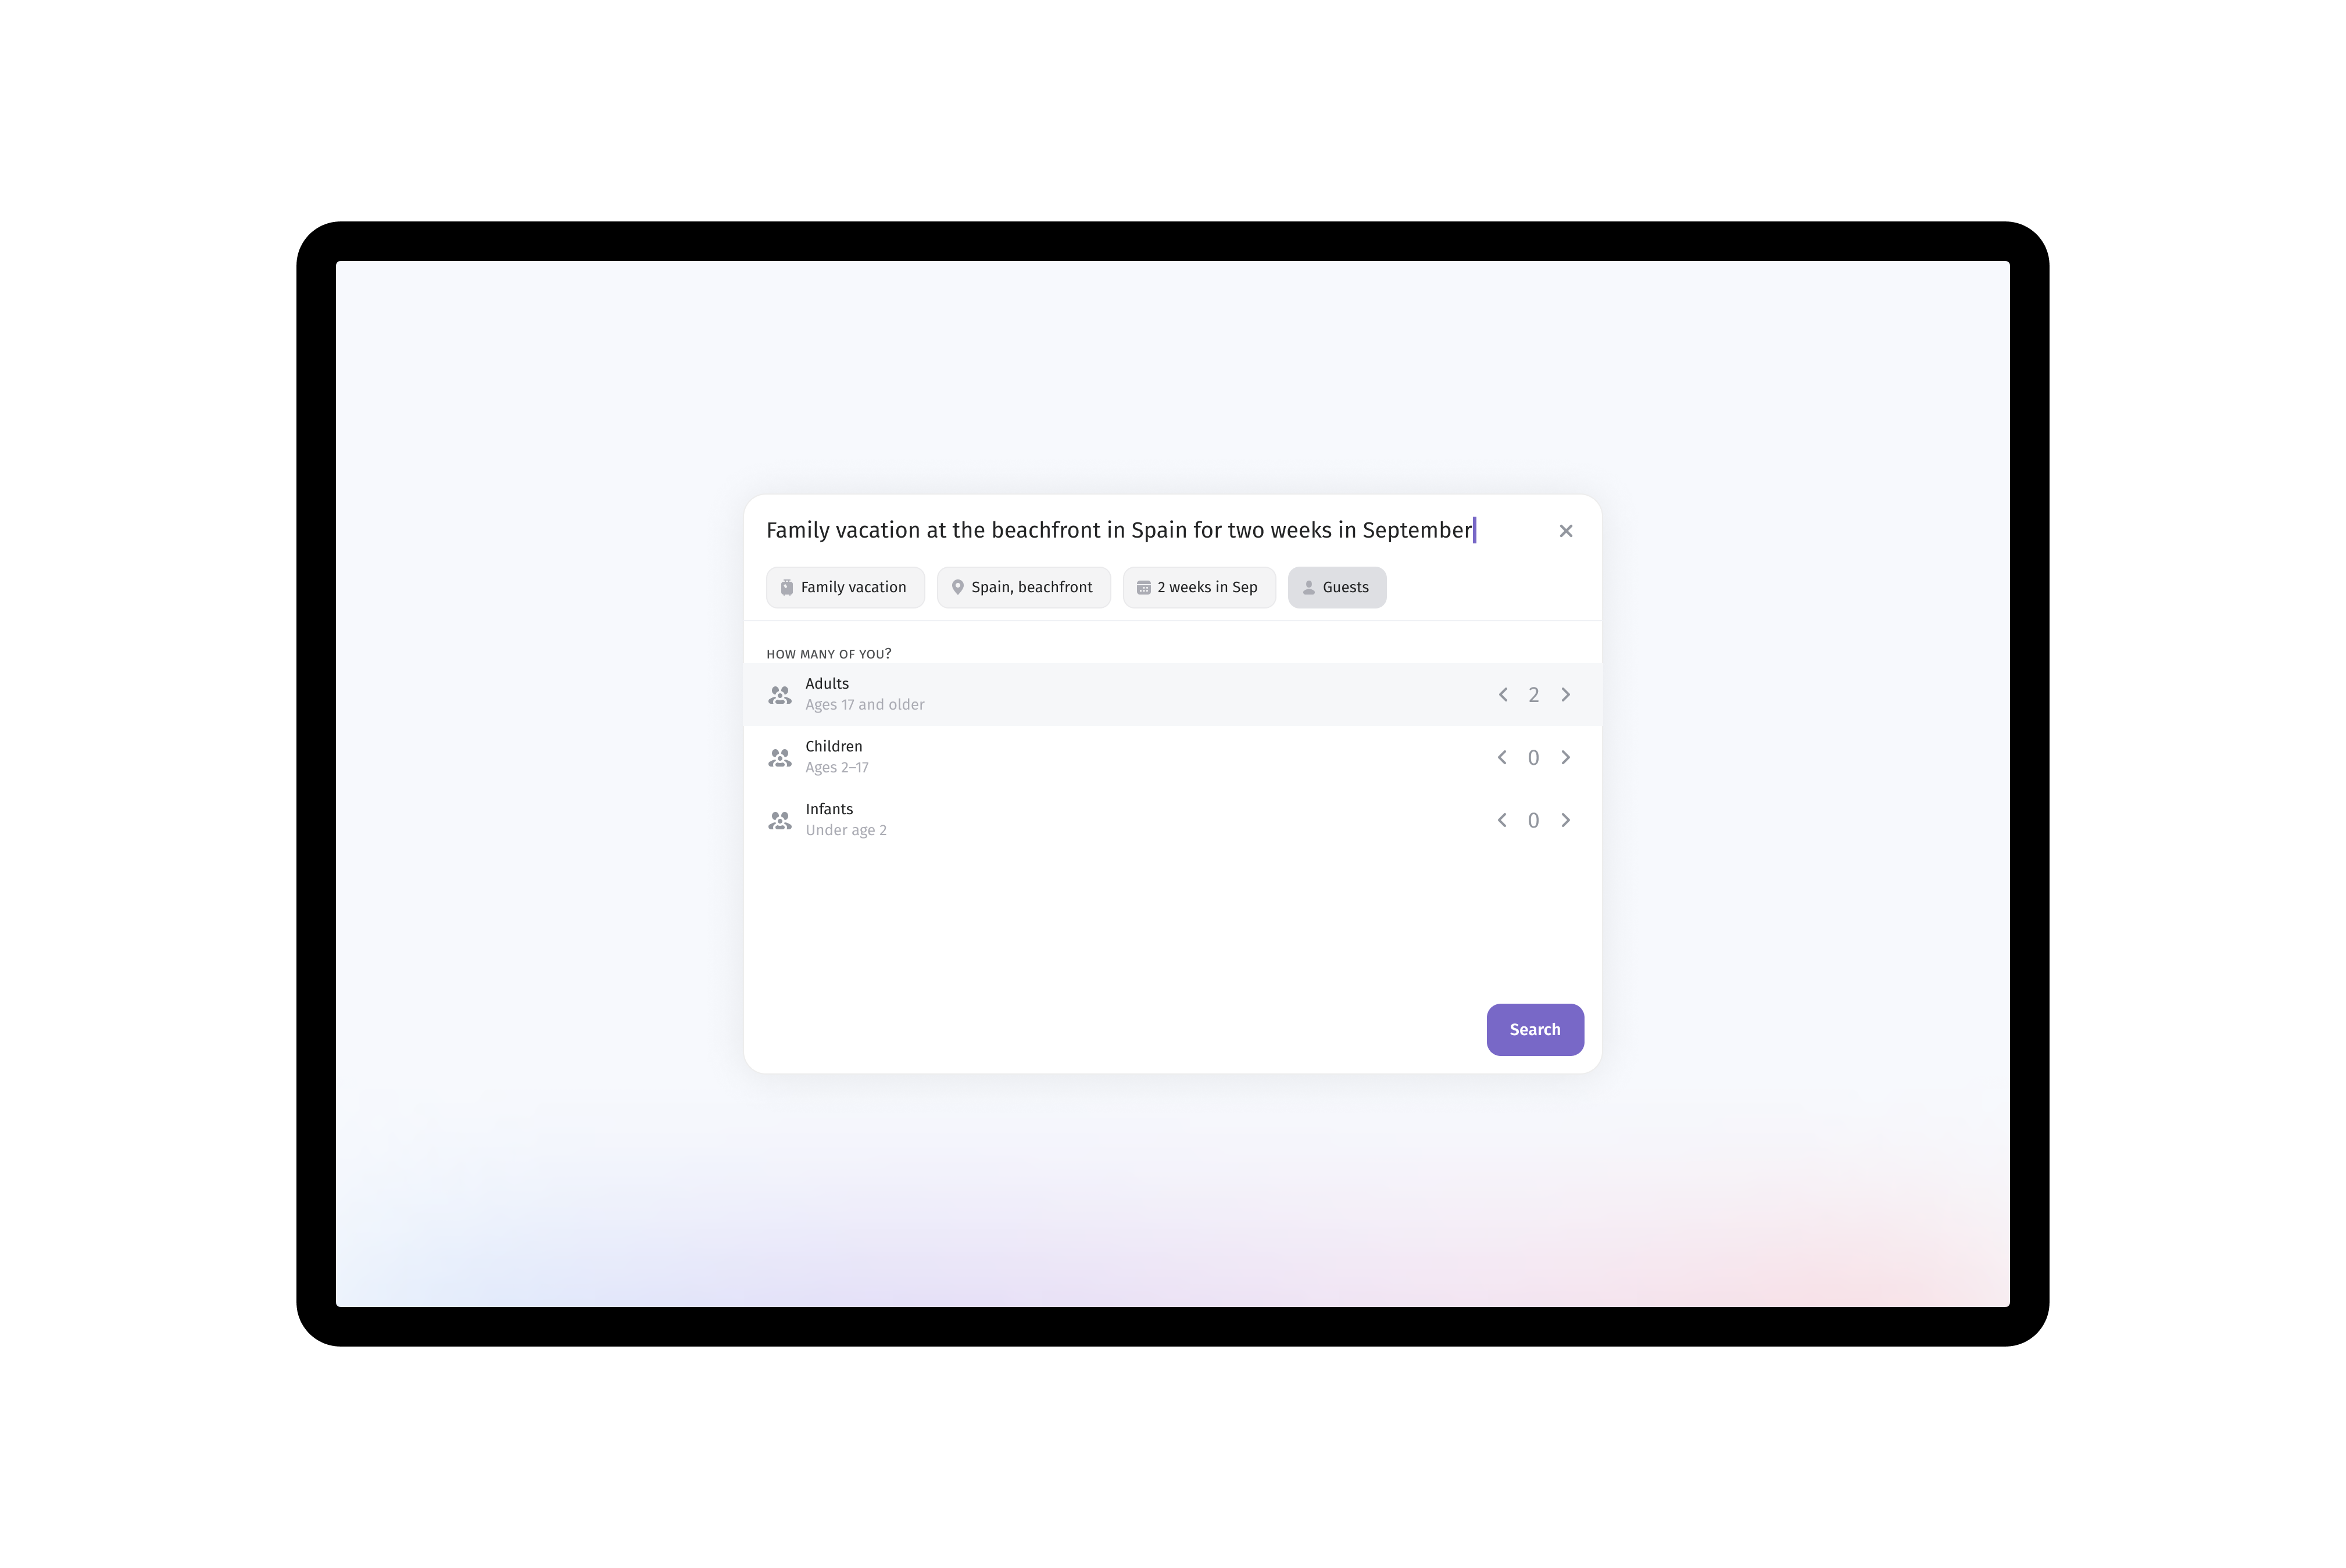 Family vacation at the beachfront in Spain for two weeks in September
Family vacation
Spain, beachfront
2 weeks in Sep
Guests
HOW MANY OF YOU?
Adults
Ages 17 and older
2
Children
Ages 2–17
0
Infants
Under age 2
0
Search